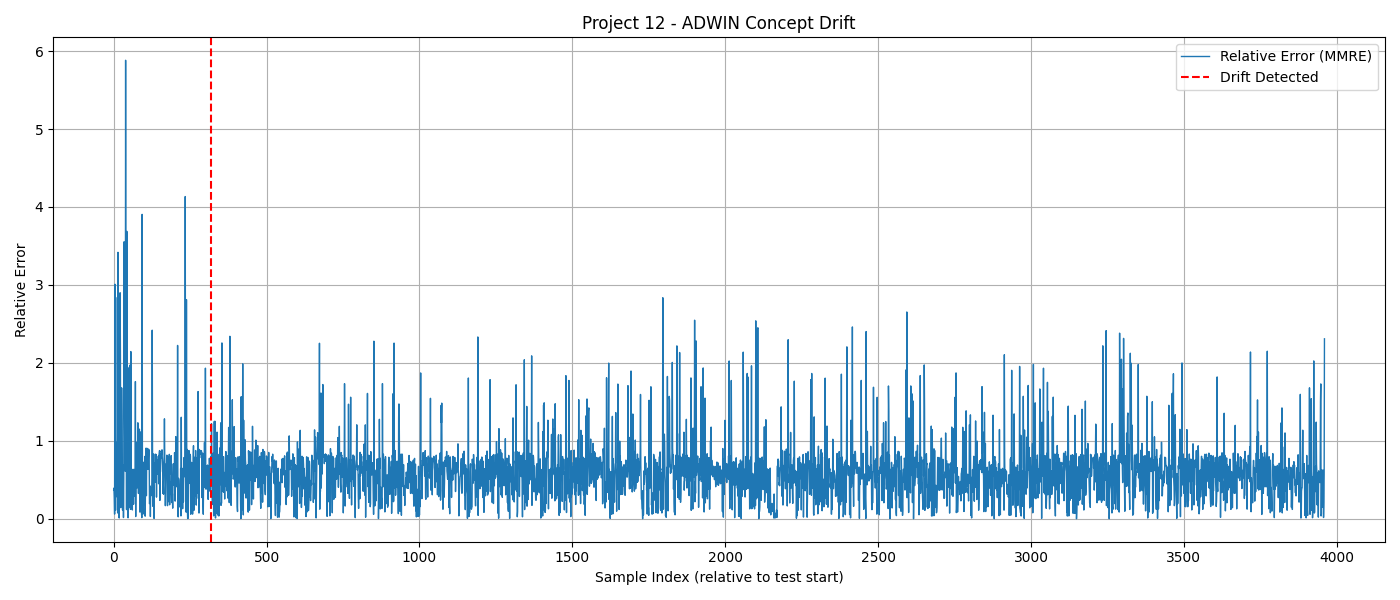 Project 12 - ADWIN Concept Drift
Relative Error (MMRE)
Drift Detected
Relative Error
6
5
4
3
2
1
0
0 500 1000 1500 2000 2500 3000 3500 4000
Sample Index (relative to test start)